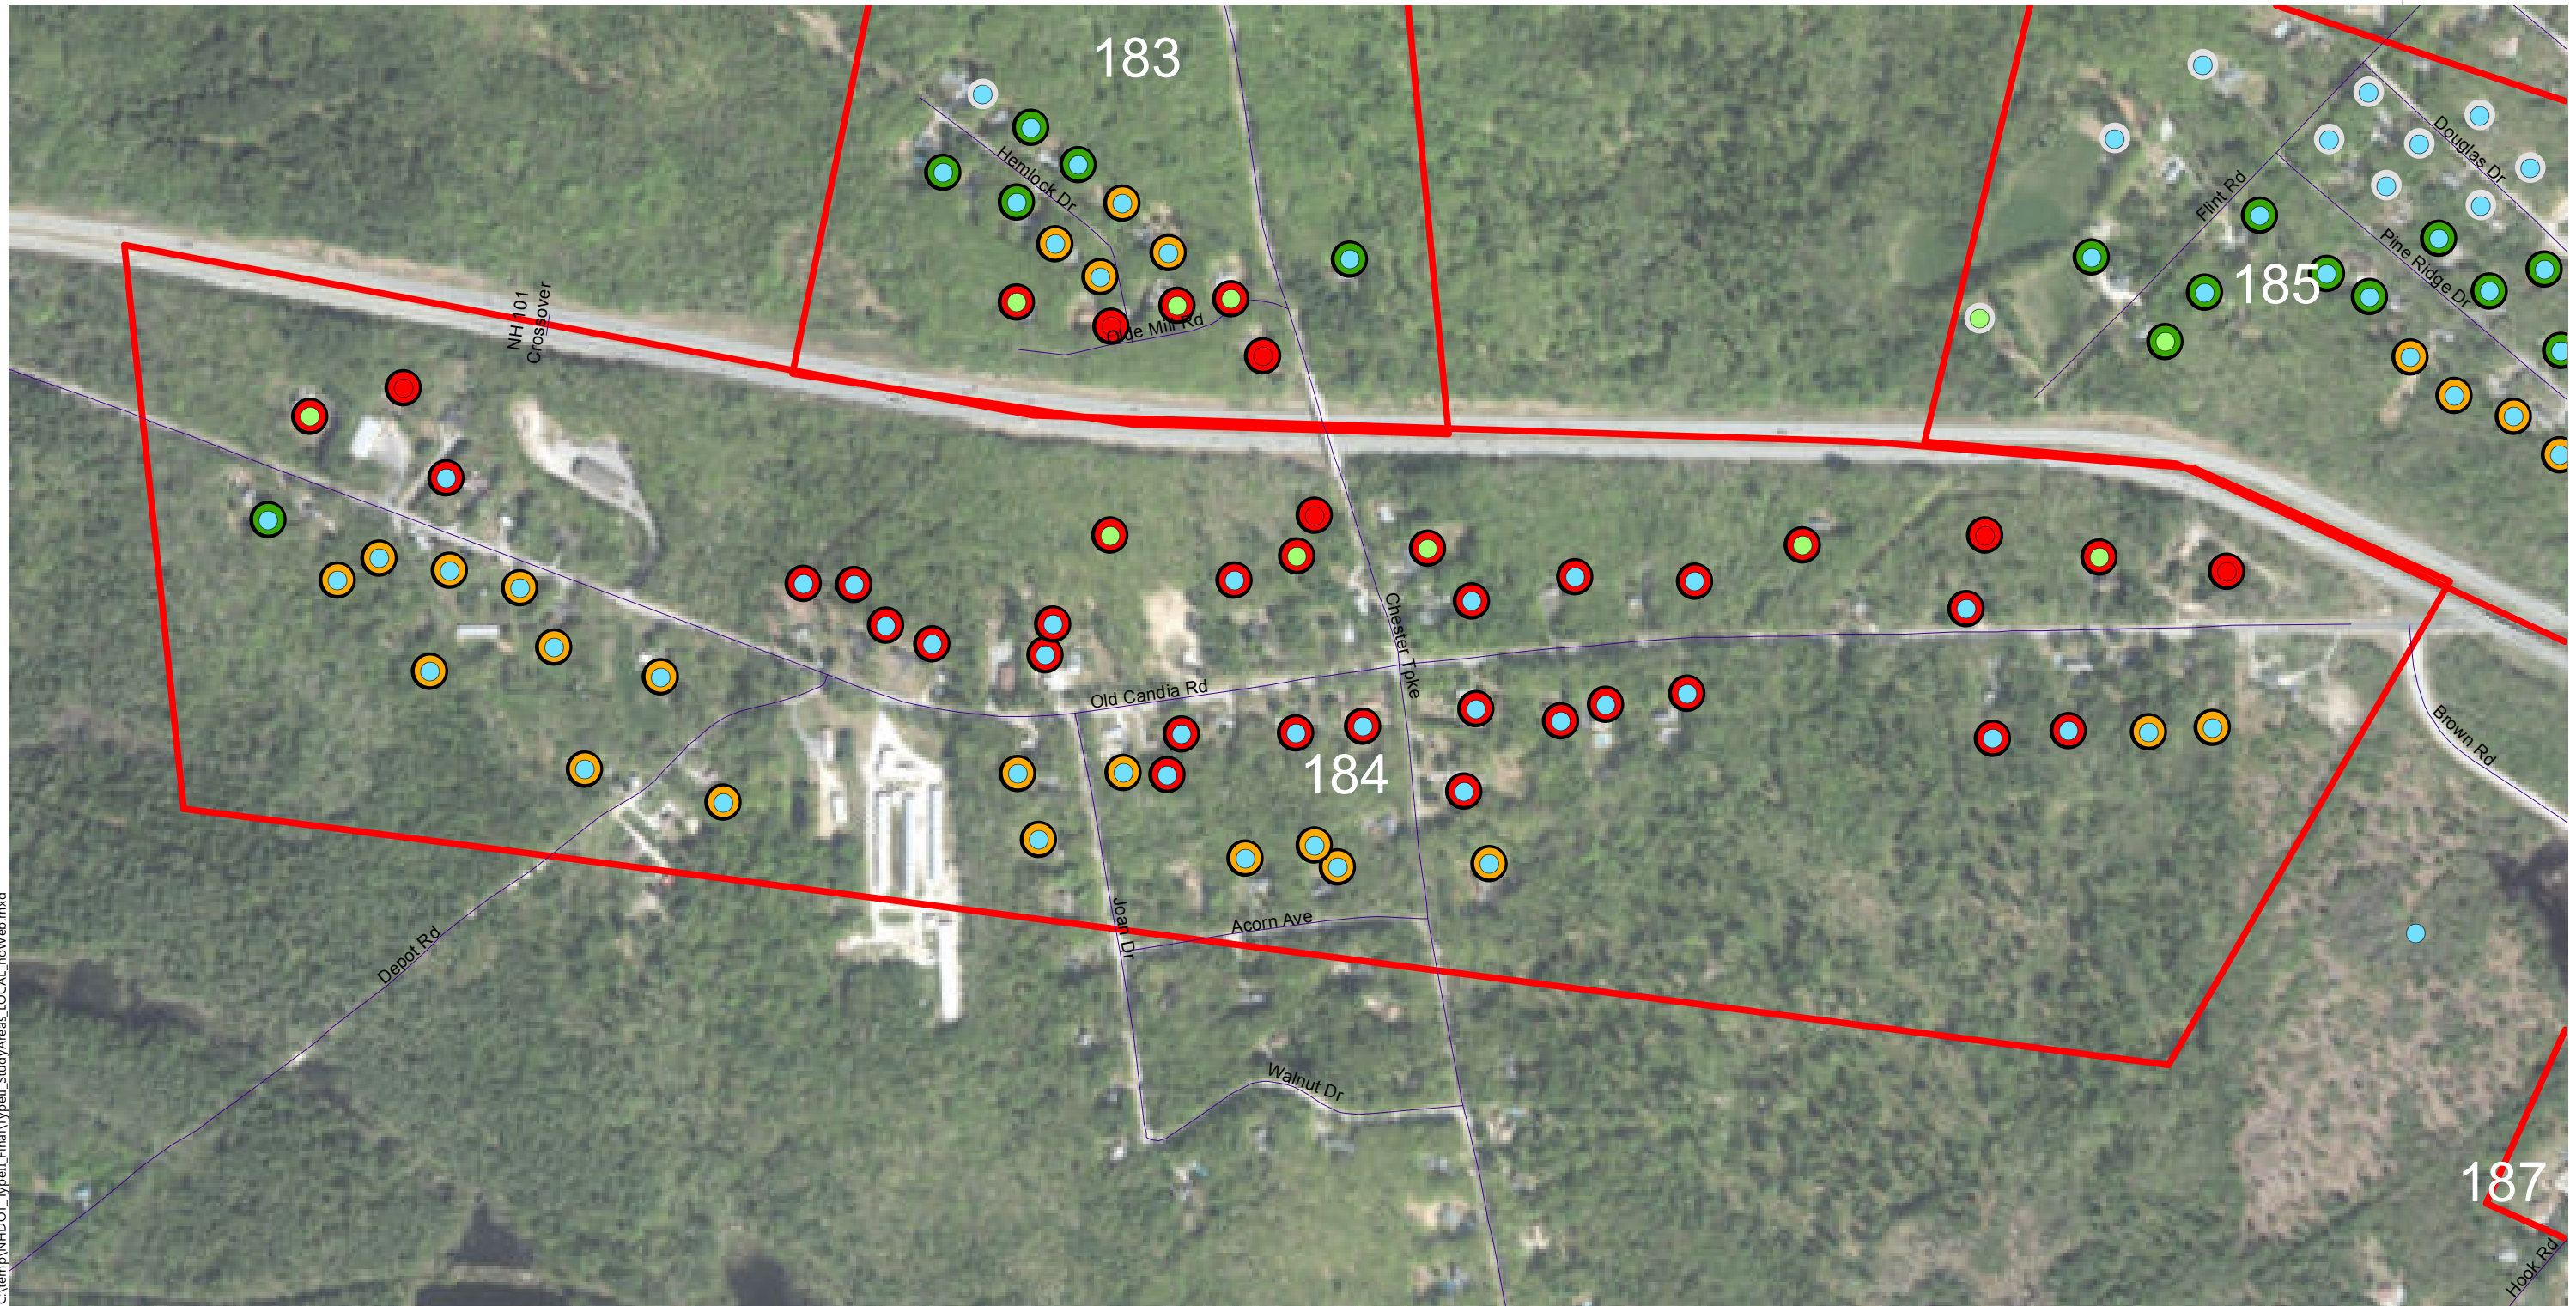 183
Hemlock Dr
Olde Mill Rd
Flint Rd
Douglas Dr
Pine Ridge Dr
185
NH 101
Crossover
Chester Tpke
Old Candia Rd
184
Brown Rd
Joan Dr
Acorn Ave
Depot Rd
Walnut Dr
187
Hook Rd